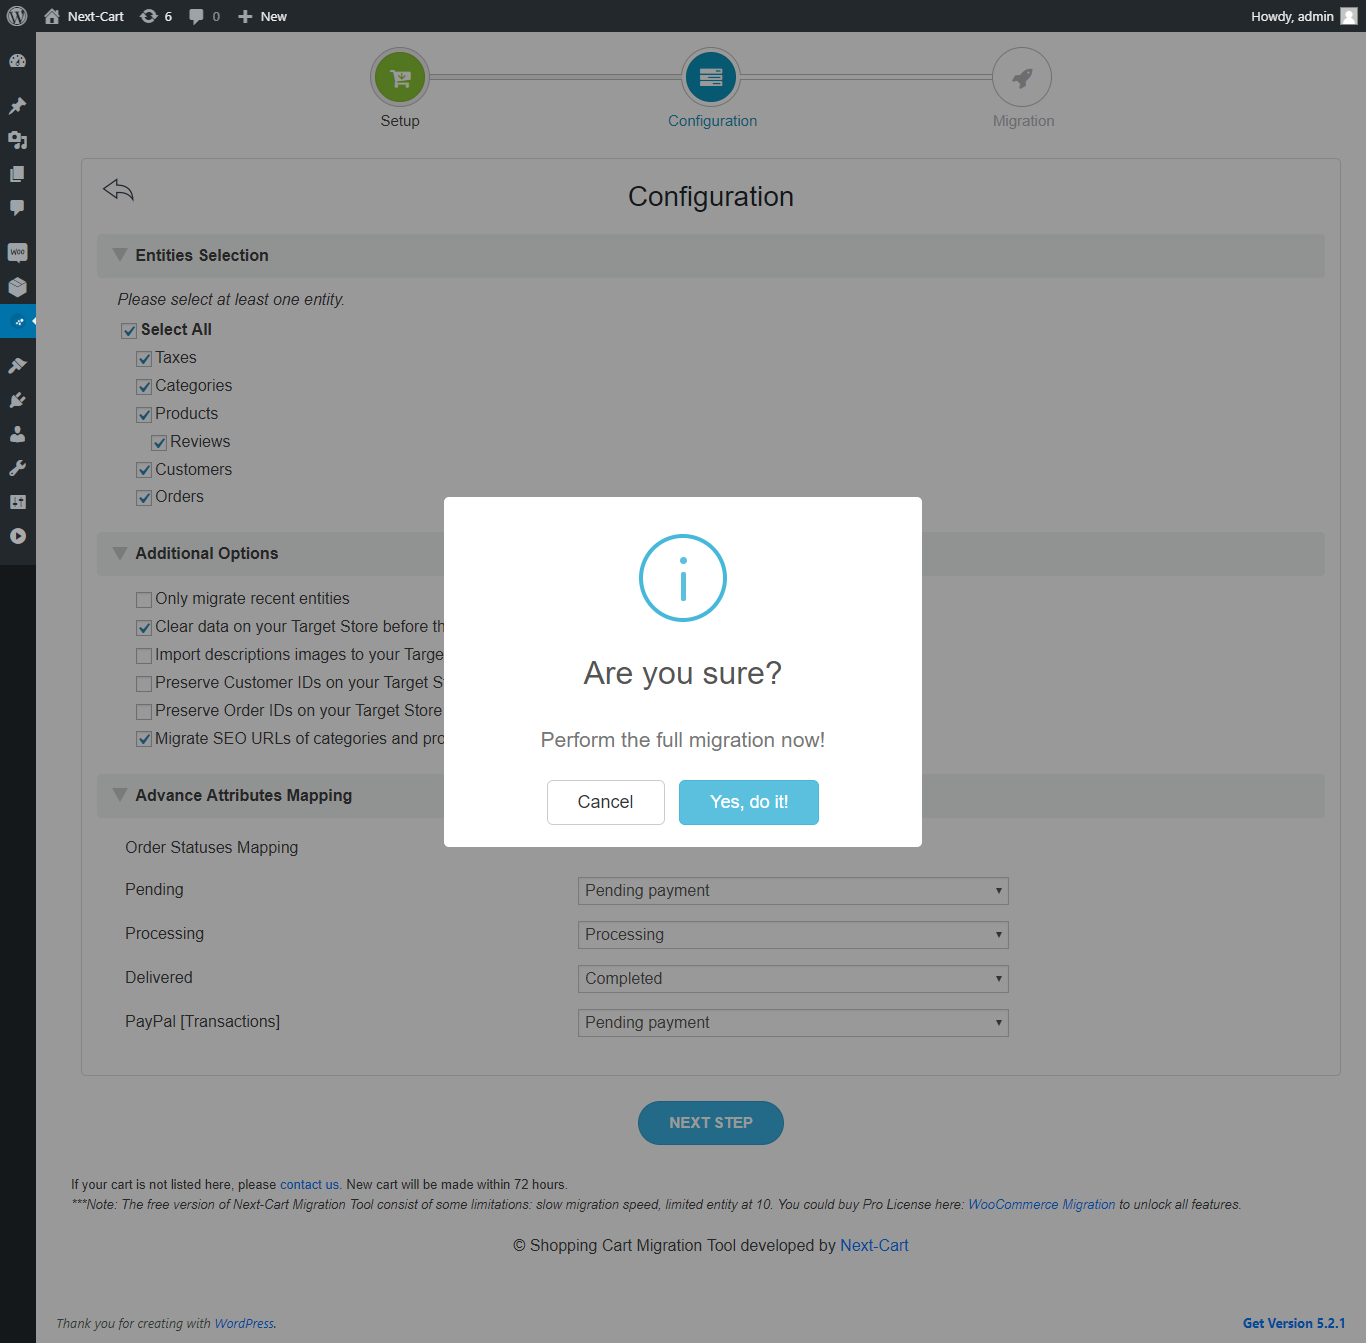 Next-Cart 6 0 New Howdy, admin
Setup Configuration Migration
Configuration
Woo
Entities Selection
Please select at least one entity.
Select All
Taxes
Categories
Products
Reviews
Customers
Orders
Additional Options
Only migrate recent entities
Clear data on your Target Store before th
Import descriptions images to your Targe
Preserve Customer IDs on your Target S
Preserve Order IDs on your Target Store
Migrate SEO URLs of categories and pro
Are you sure?
Perform the full migration now!
Cancel Yes, do it!
Advance Attributes Mapping
Order Statuses Mapping
Pending Pending payment
Processing Processing
Delivered Completed
PayPal [Transactions] Pending payment
NEXT STEP
If your cart is not listed here, please contact us. New cart will be made within 72 hours.
***Note: The free version of Next-Cart Migration Tool consist of some limitations: slow migration speed, limited entity at 10. You could buy Pro License here: WooCommerce Migration to unlock all features.
© Shopping Cart Migration Tool developed by Next-Cart
Thank you for creating with WordPress. Get Version 5.2.1